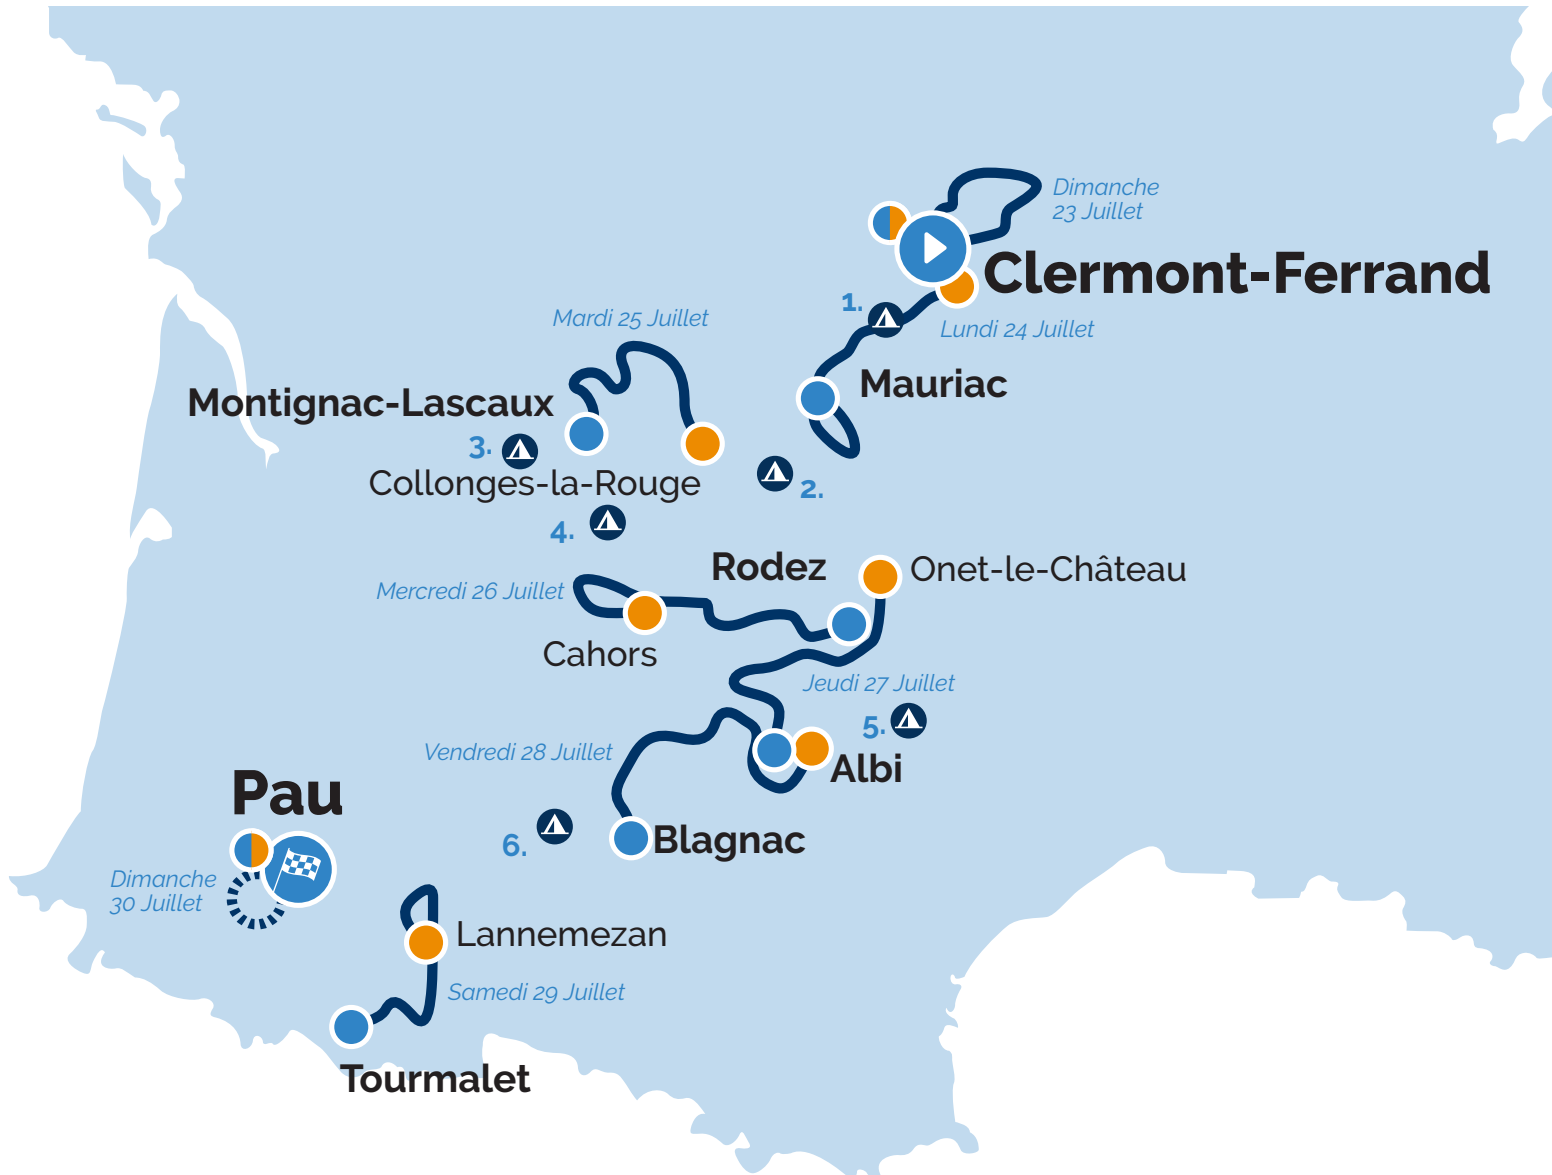 Dimanche
23 Juillet
Clermont-Ferrand
1.
Mardi 25 Juillet
Lundi 24 Juillet
Mauriac
Montignac-Lascaux
3.
Collonges-la-Rouge
2.
4.
Rodez
Onet-le-Château
Mercredi 26 Juillet
Cahors
Jeudi 27 Juillet
5.
Vendredi 28 Juillet
Albi
Pau
6.
Blagnac
Dimanche
30 Juillet
Lannemezan
Samedi 29 Juillet
Tourmalet